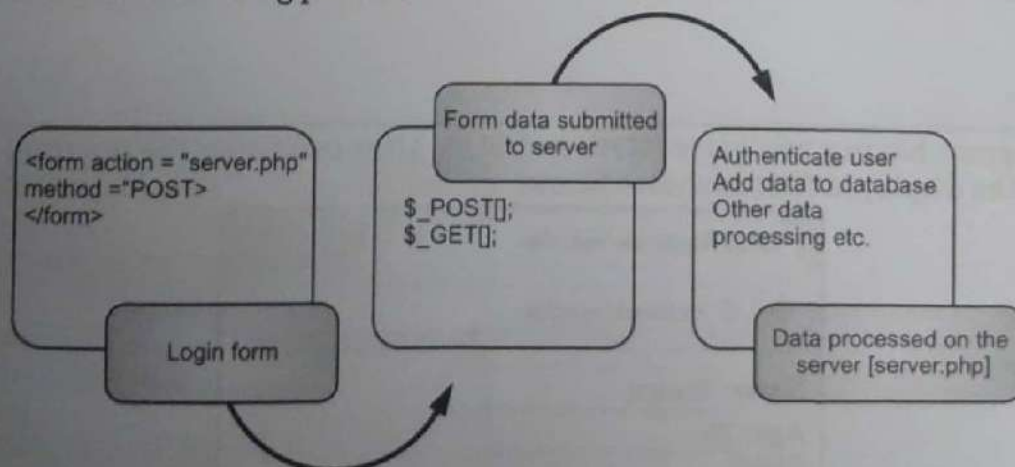 <form action = "server.php"
method ="POST>
</form>
Login form
Form data submitted
to server
$_POST[];
$_GET[];
Authenticate user
Add data to database
Other data
processing etc.
Data processed on the
server [server.php]